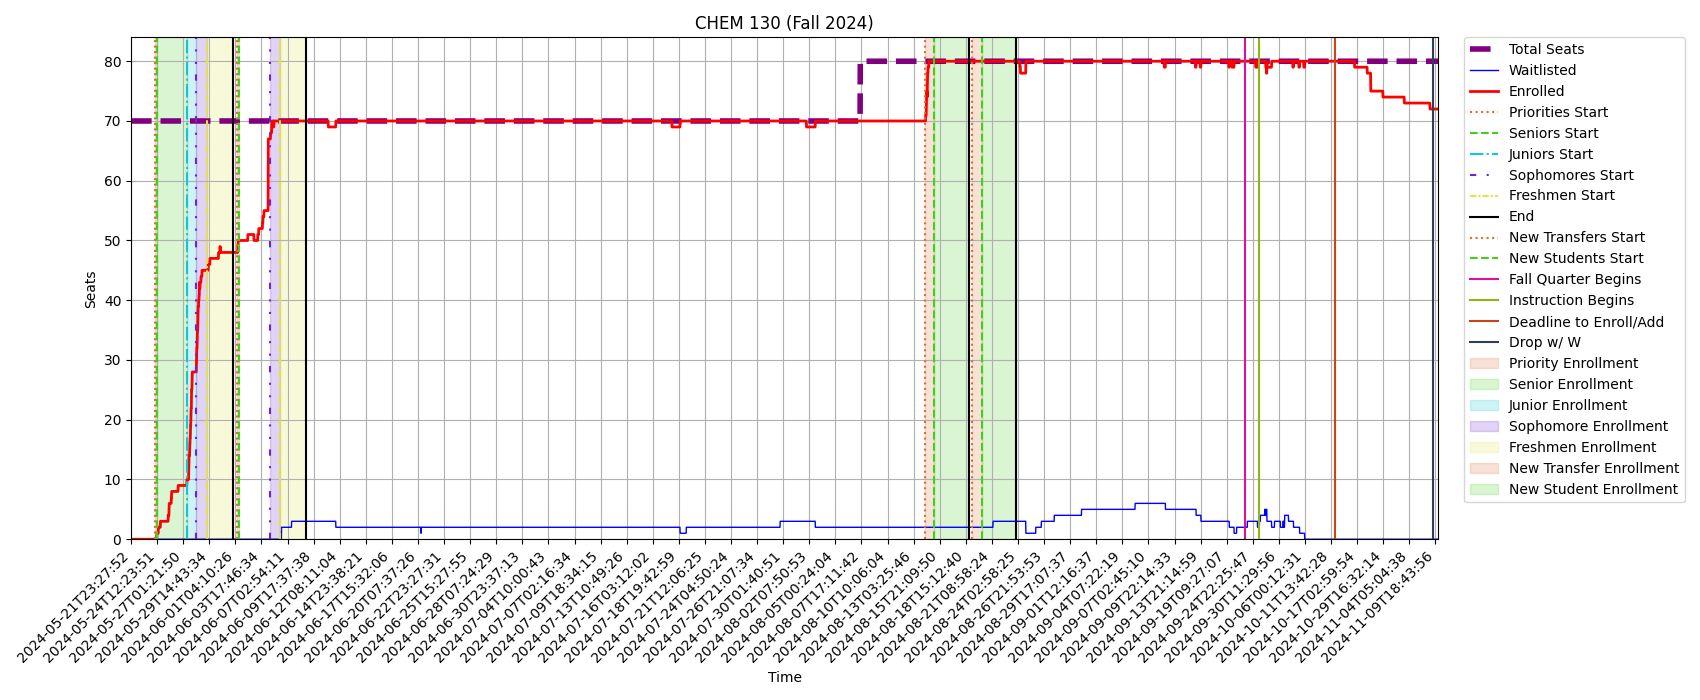 CHEM 130 (Fall 2024)
Seats
80
70
60
50
40
30
20
10
0
2024-05-21T23:27:52
2024-05-24T12:23:51
2024-05-27T01:21:50
2024-05-29T14:43:34
2024-06-01T04:10:26
2024-06-03T17:46:34
2024-06-07T02:54:11
2024-06-09T17:37:38
2024-06-12T08:11:04
2024-06-14T23:38:21
2024-06-17T15:32:06
2024-06-20T07:37:26
2024-06-22T23:27:31
2024-06-25T15:27:55
2024-06-28T07:24:29
2024-06-30T23:37:13
2024-07-04T10:00:43
2024-07-07T02:16:34
2024-07-09T18:34:15
2024-07-13T10:49:26
2024-07-16T03:12:02
2024-07-18T19:42:59
2024-07-21T12:06:25
2024-07-24T04:50:24
2024-07-26T21:07:34
2024-07-30T01:40:51
2024-08-02T07:50:53
2024-08-05T00:24:04
2024-08-07T17:11:42
2024-08-10T10:06:04
2024-08-13T03:25:46
2024-08-15T21:09:50
2024-08-18T15:12:40
2024-08-21T08:58:24
2024-08-24T02:58:25
2024-08-26T21:53:53
2024-08-29T17:07:37
2024-09-01T12:16:37
2024-09-04T07:22:19
2024-09-07T02:45:10
2024-09-09T22:14:33
2024-09-13T21:14:59
2024-09-19T09:27:07
2024-09-24T22:25:47
2024-09-30T11:29:56
2024-10-06T00:12:31
2024-10-11T13:42:28
2024-10-17T02:59:54
2024-10-29T16:32:14
2024-11-04T05:04:38
2024-11-09T18:43:56
Time
Total Seats
Waitlisted
Enrolled
Priorities Start
Seniors Start
Juniors Start
Sophomores Start
Freshmen Start
End
New Transfers Start
New Students Start
Fall Quarter Begins
Instruction Begins
Deadline to Enroll/Add
Drop w/ W
Priority Enrollment
Senior Enrollment
Junior Enrollment
Sophomore Enrollment
Freshmen Enrollment
New Transfer Enrollment
New Student Enrollment